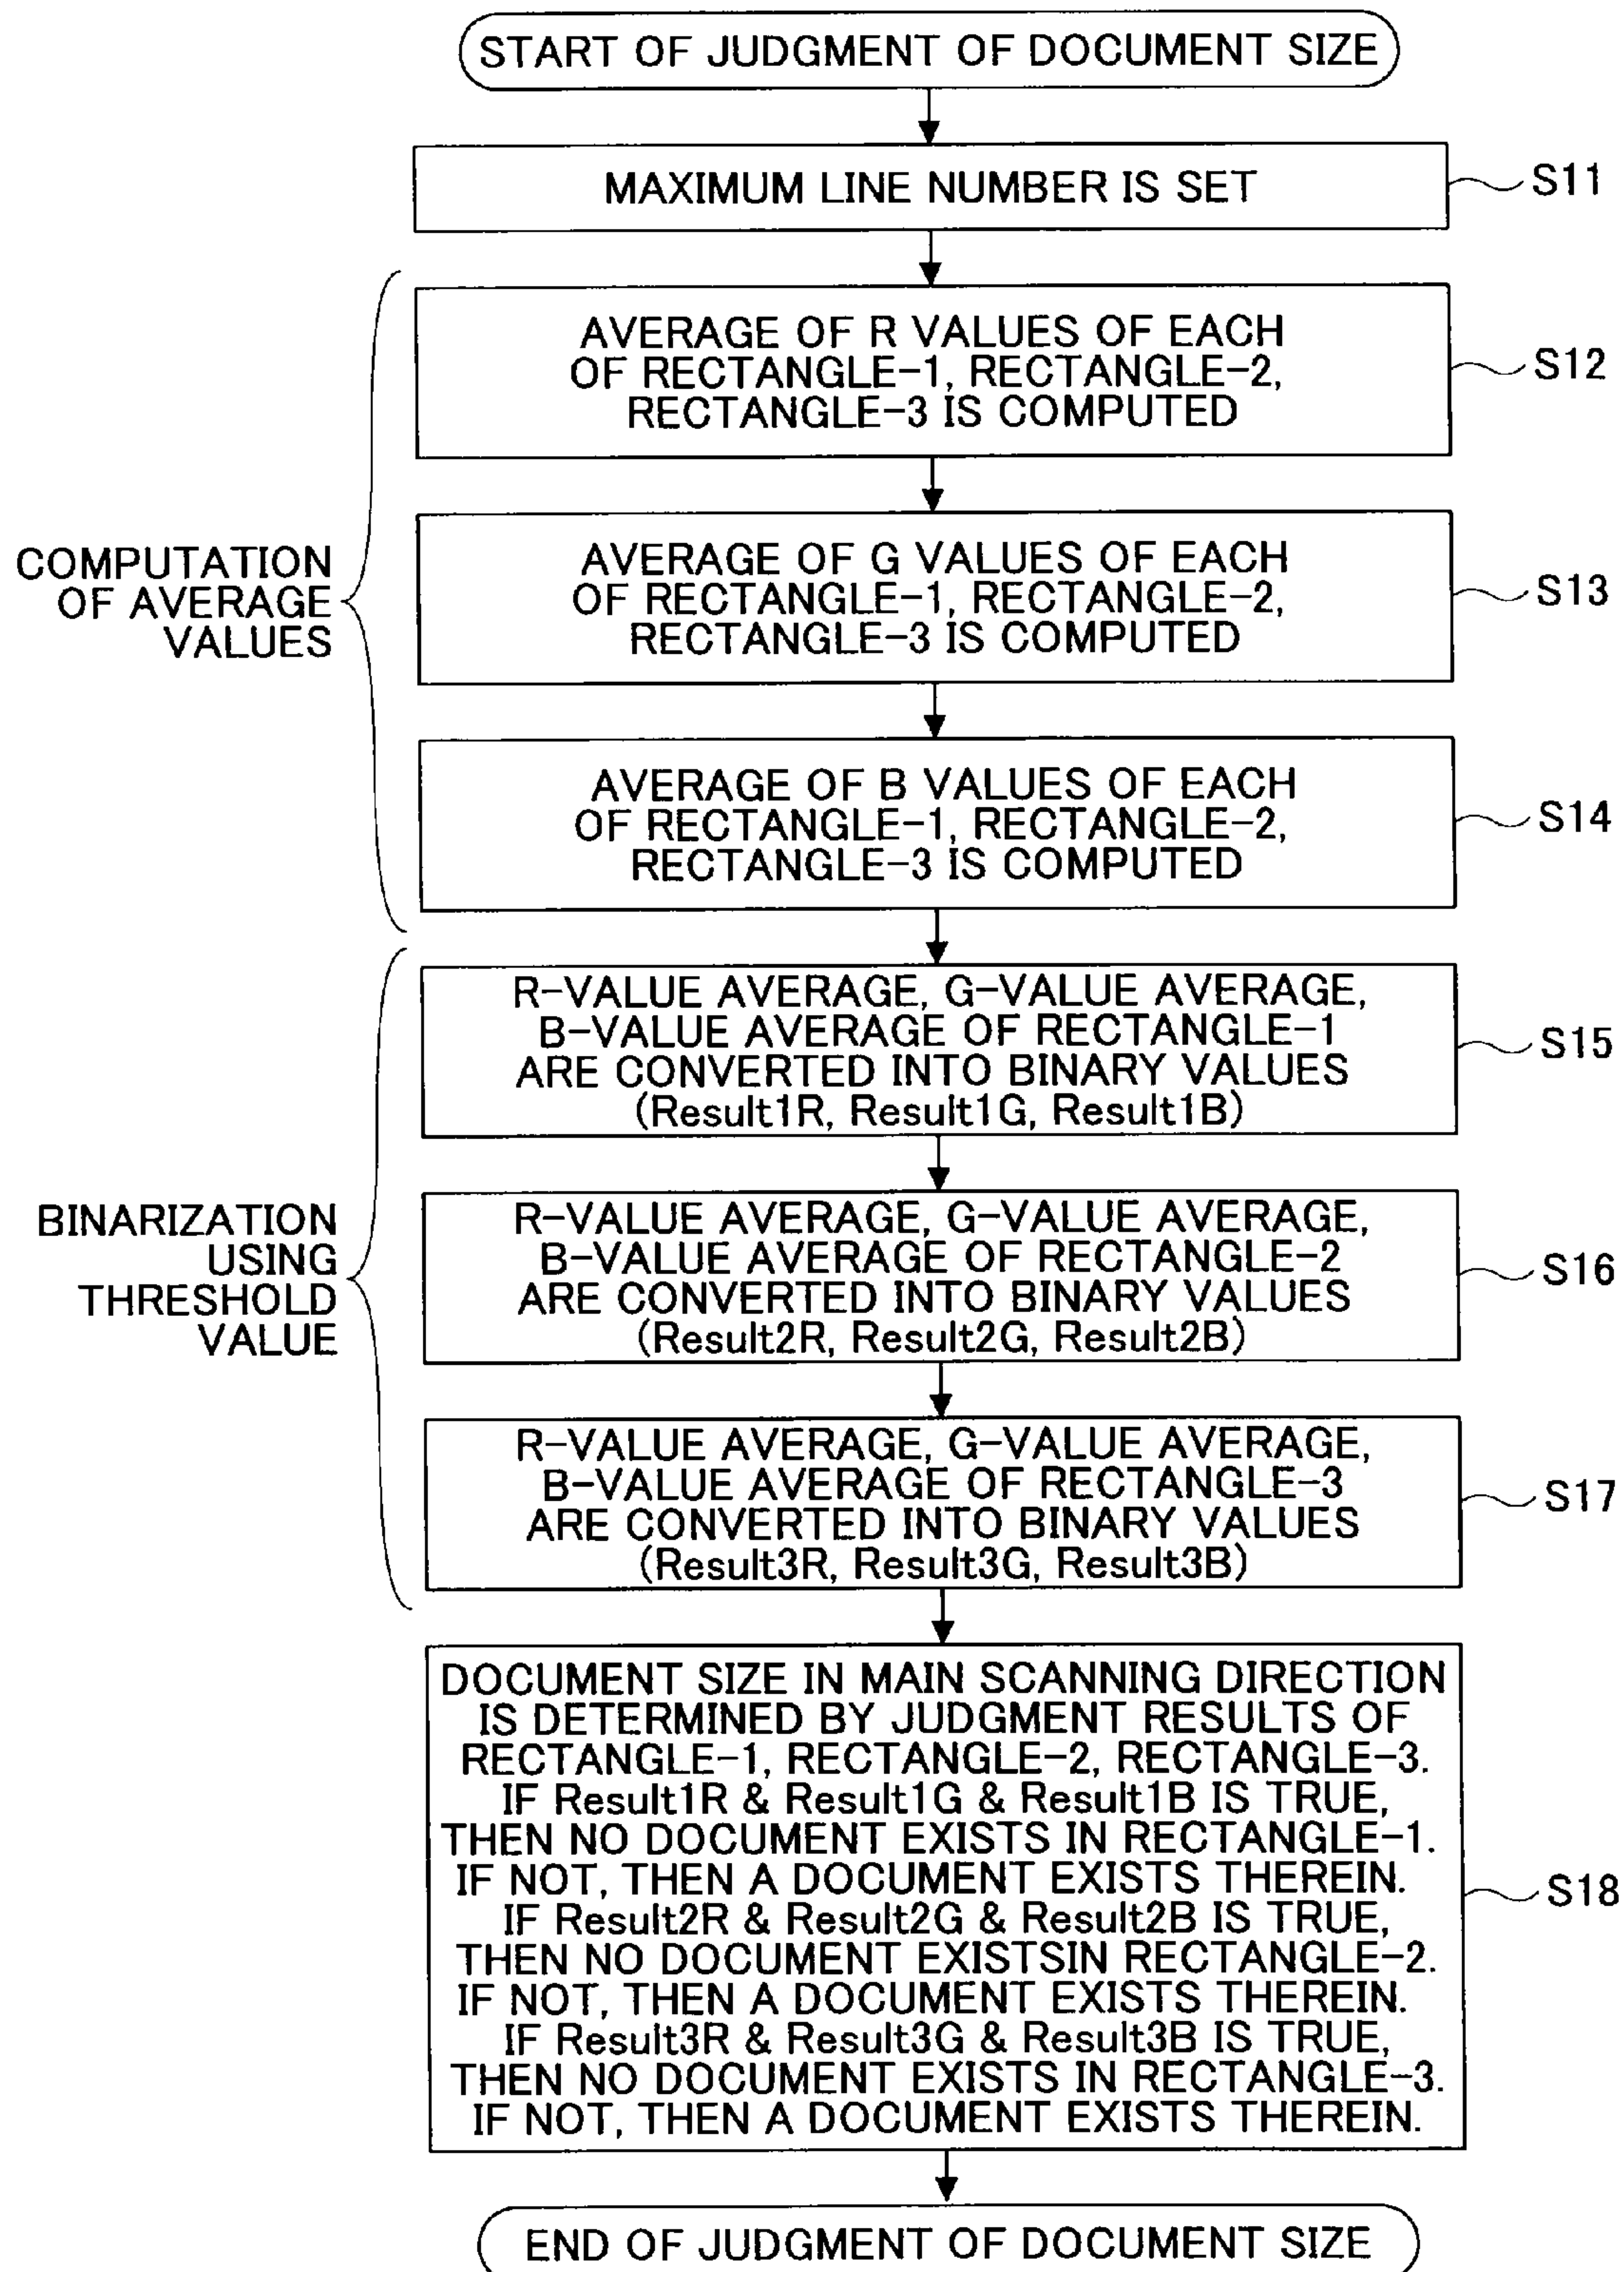 START OF JUDGMENT OF DOCUMENT SIZE
MAXIMUM LINE NUMBER IS SET
S11
AVERAGE OF R VALUES OF EACH
OF RECTANGLE-1, RECTANGLE-2,
RECTANGLE-3 IS COMPUTED
S12
COMPUTATION
OF AVERAGE
VALUES
AVERAGE OF G VALUES OF EACH
OF RECTANGLE-1, RECTANGLE-2,
RECTANGLE-3 IS COMPUTED
S13
AVERAGE OF B VALUES OF EACH
OF RECTANGLE-1, RECTANGLE-2,
RECTANGLE-3 IS COMPUTED
S14
R-VALUE AVERAGE, G-VALUE AVERAGE,
B-VALUE AVERAGE OF RECTANGLE-1
ARE CONVERTED INTO BINARY VALUES
(Result1R, Result1G, Result1B)
S15
BINARIZATION
USING
THRESHOLD
VALUE
R-VALUE AVERAGE, G-VALUE AVERAGE,
B-VALUE AVERAGE OF RECTANGLE-2
ARE CONVERTED INTO BINARY VALUES
(Result2R, Result2G, Result2B)
S16
R-VALUE AVERAGE, G-VALUE AVERAGE,
B-VALUE AVERAGE OF RECTANGLE-3
ARE CONVERTED INTO BINARY VALUES
(Result3R, Result3G, Result3B)
S17
DOCUMENT SIZE IN MAIN SCANNING DIRECTION
IS DETERMINED BY JUDGMENT RESULTS OF
RECTANGLE-1, RECTANGLE-2, RECTANGLE-3.
IF Result1R & Result1G & Result1B IS TRUE,
THEN NO DOCUMENT EXISTS IN RECTANGLE-1.
IF NOT, THEN A DOCUMENT EXISTS THEREIN.
IF Result2R & Result2G & Result2B IS TRUE,
THEN NO DOCUMENT EXISTSIN RECTANGLE-2.
IF NOT, THEN A DOCUMENT EXISTS THEREIN.
IF Result3R & Result3G & Result3B IS TRUE,
THEN NO DOCUMENT EXISTS IN RECTANGLE-3.
IF NOT, THEN A DOCUMENT EXISTS THEREIN.
S18
END OF JUDGMENT OF DOCUMENT SIZE